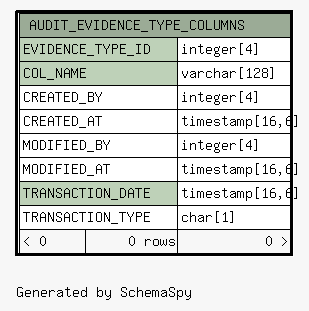 AUDIT_EVIDENCE_TYPE_COLUMNS
EVIDENCE_TYPE_ID integer[4]
COL_NAME varchar[128]
CREATED_BY integer[4]
CREATED_AT timestamp[16,6]
MODIFIED_BY integer[4]
MODIFIED_AT timestamp[16,6]
TRANSACTION_DATE timestamp[16,6]
TRANSACTION_TYPE char[1]
< 0 0 rows 0 >
Generated by SchemaSpy